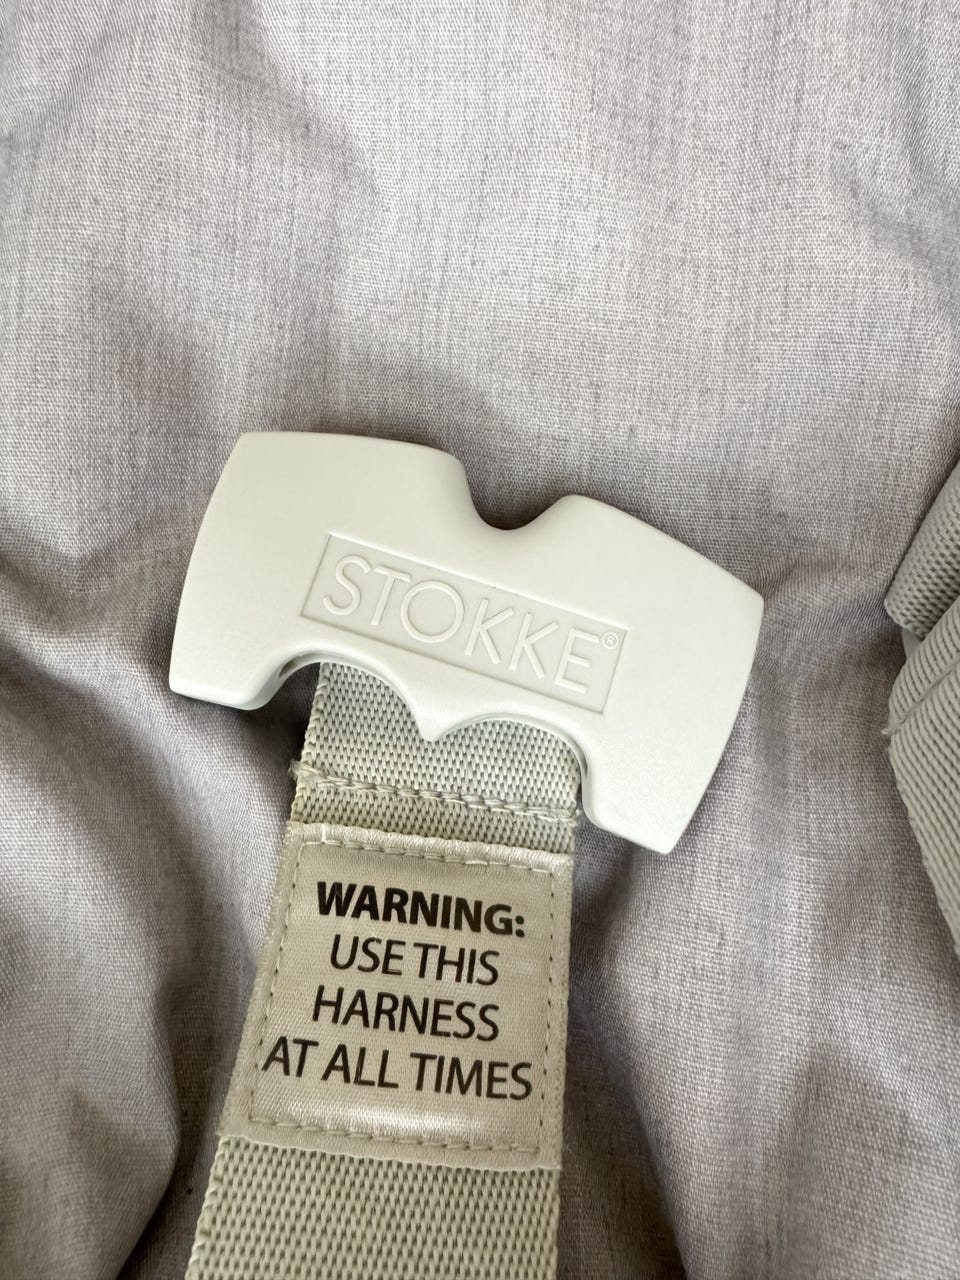 STOKKE®
WARNING:
USE THIS
HARNESS
AT ALL TIMES